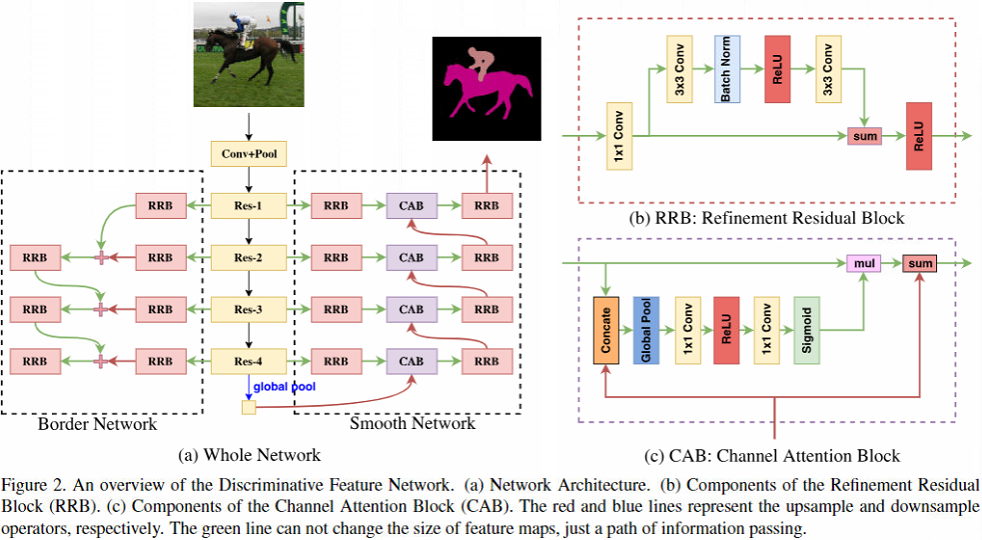 Conv+Pool
RRB
Res-1
RRB
CAB
RRB
RRB
RRB
Res-2
RRB
CAB
RRB
RRB
RRB
Res-3
RRB
CAB
RRB
RRB
RRB
Res-4
RRB
CAB
RRB
global pool
Border Network
Smooth Network
(a) Whole Network
1x1 Conv
3x3 Conv
Batch Norm
ReLU
3x3 Conv
sum
ReLU
(b) RRB: Refinement Residual Block
mul
sum
Concate
Global Pool
1x1 Conv
ReLU
1x1 Conv
Sigmoid
(c) CAB: Channel Attention Block
Figure 2. An overview of the Discriminative Feature Network. (a) Network Architecture. (b) Components of the Refinement Residual
Block (RRB). (c) Components of the Channel Attention Block (CAB). The red and blue lines represent the upsample and downsample
operators, respectively. The green line can not change the size of feature maps, just a path of information passing.